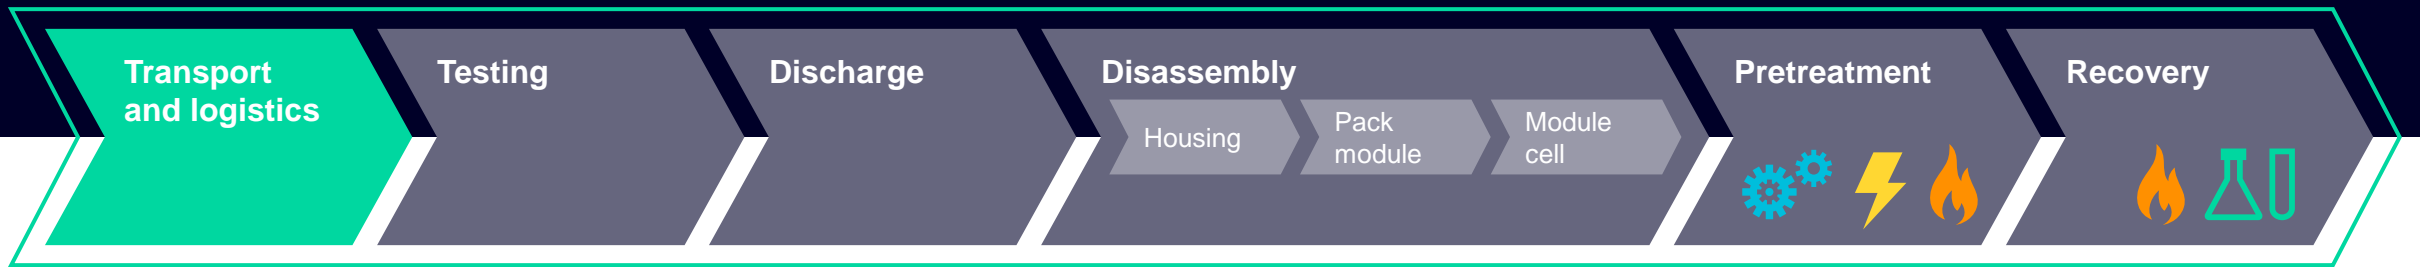 Transport
and logistics
Testing
Discharge
Disassembly
Housing
Pack
module
Module
cell
Pretreatment
Recovery